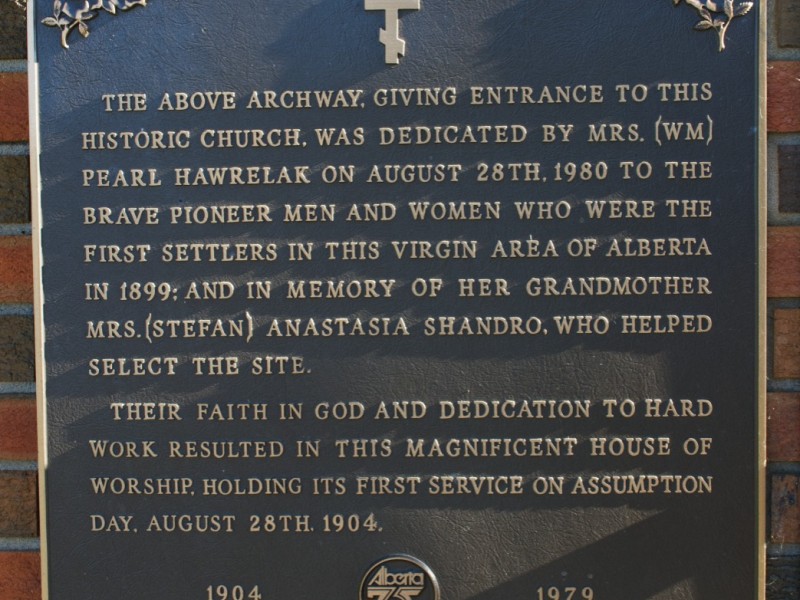 THE ABOVE ARCHWAY, GIVING ENTRANCE TO THIS
HISTORIC CHURCH, WAS DEDICATED BY MRS. (WM)
PEARL HAWRELAK ON AUGUST 28TH, 1980 TO THE
BRAVE PIONEER MEN AND WOMEN WHO WERE THE
FIRST SETTLERS IN THIS VIRGIN AREA OF ALBERTA
IN 1899; AND IN MEMORY OF HER GRANDMOTHER
MRS. (STEFAN) ANASTASIA SHANDRO, WHO HELPED
SELECT THE SITE.
THEIR FAITH IN GOD AND DEDICATION TO HARD
WORK RESULTED IN THIS MAGNIFICENT HOUSE OF
WORSHIP, HOLDING ITS FIRST SERVICE ON ASSUMPTION
DAY, AUGUST 28TH, 1904.
1904 Alberta 75 1979